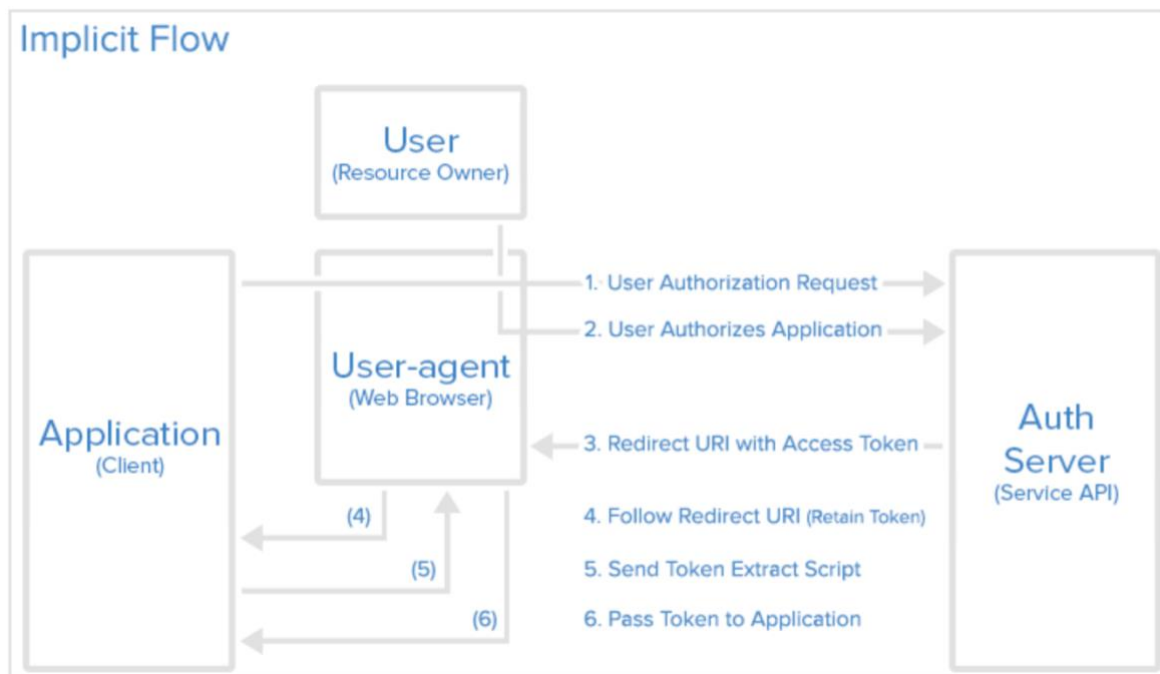 Implicit Flow
User
(Resource Owner)
User-agent
(Web Browser)
Application
(Client)
Auth
Server
(Service API)
1. User Authorization Request
2. User Authorizes Application
3. Redirect URI with Access Token
(4)
4. Follow Redirect URI (Retain Token)
(5)
5. Send Token Extract Script
(6)
6. Pass Token to Application